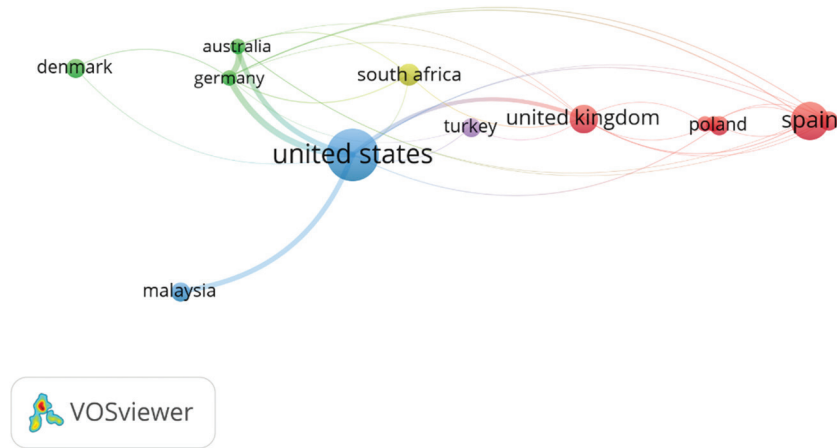 australia
denmark
germany
south africa
united kingdom
turkey
poland
spain
united states
malaysia
VOSviewer